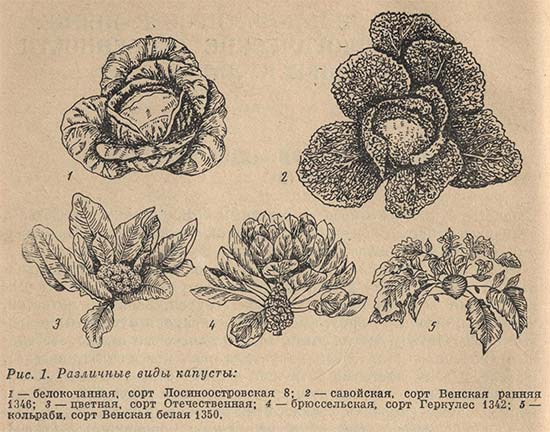 1
2
3
4
5
Рис. 1. Различные виды капусты:
1 — белокочанная, сорт Лосиноостровская 8; 2 — савойская, сорт Венская ранняя
1346; 3 — цветная, сорт Отечественная; 4 — брюссельская, сорт Геркулес 1342; 5 —
кольраби, сорт Венская белая 1350.